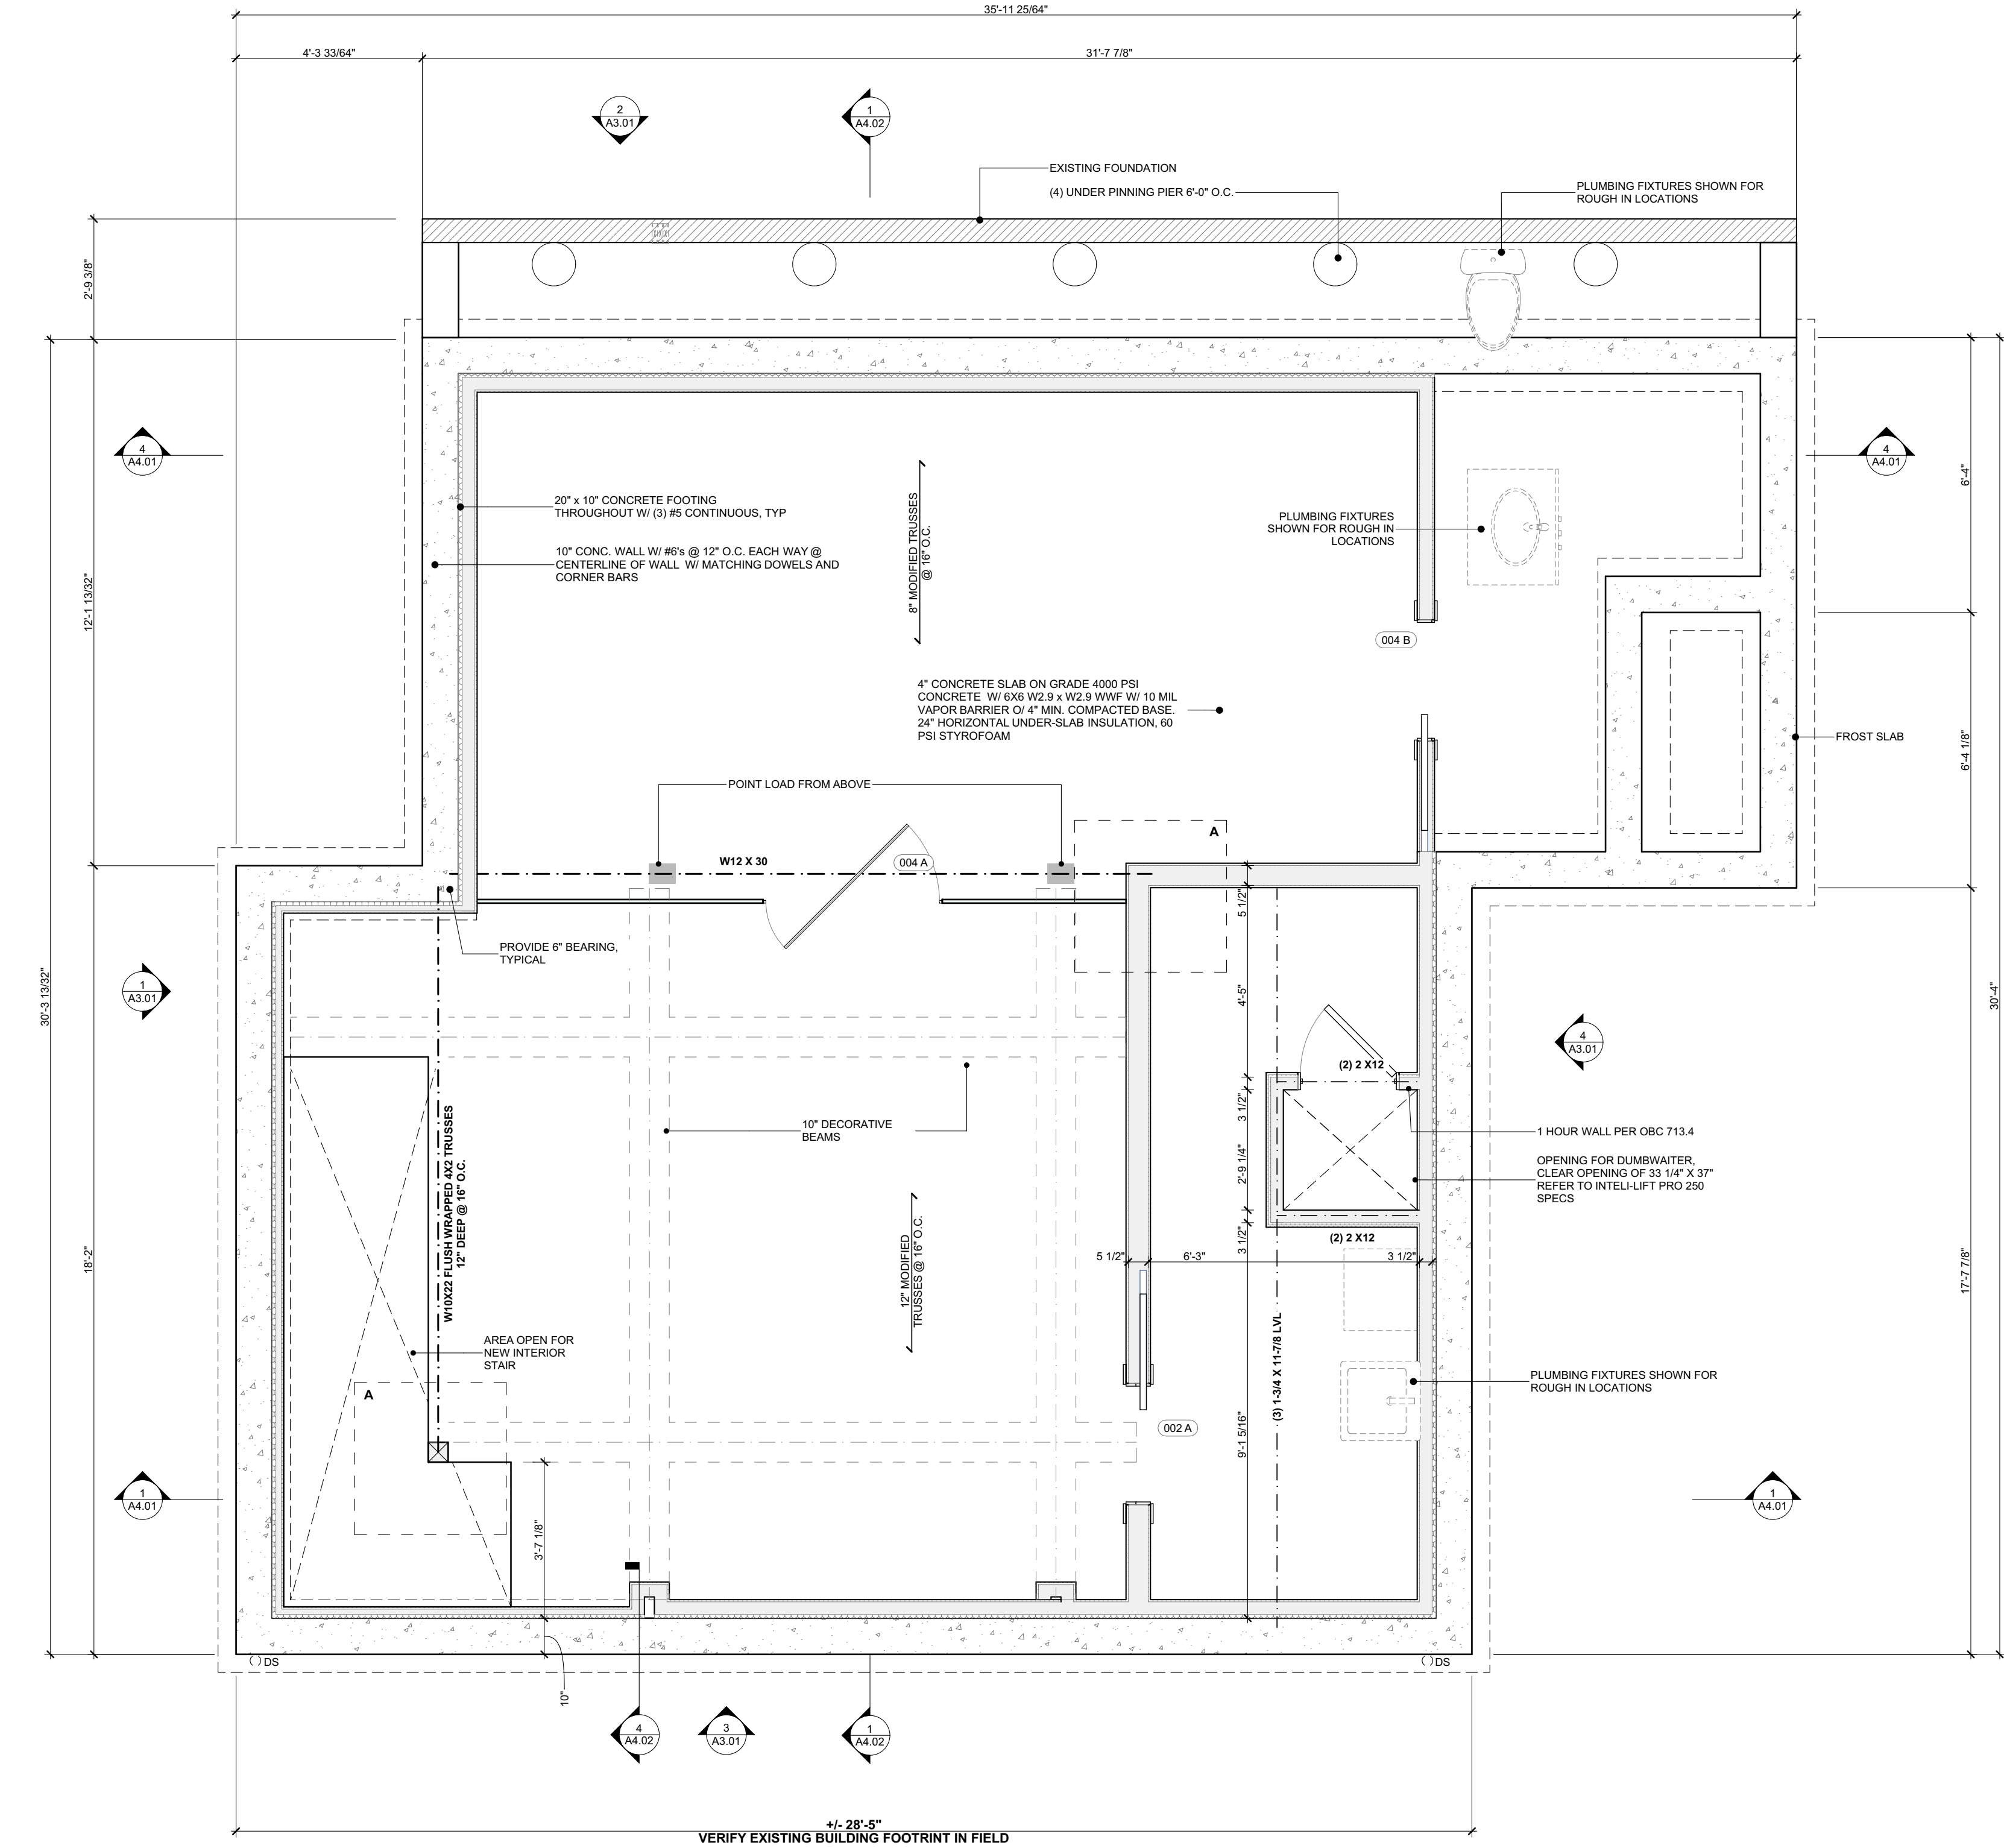 35'-11 25/64"
4'-3 33/64"
31'-7 7/8"
2
A3.01
1
A4.02
EXISTING FOUNDATION
(4) UNDER PINNING PIER 6'-0" O.C.
PLUMBING FIXTURES SHOWN FOR
ROUGH IN LOCATIONS
2'-9 3/8"
4
A4.01
4
A4.01
6'-4"
20" x 10" CONCRETE FOOTING
THROUGHOUT W/ (3) #5 CONTINUOUS, TYP
10" CONC. WALL W/ #6's @ 12" O.C. EACH WAY @
CENTERLINE OF WALL W/ MATCHING DOWELS AND
CORNER BARS
8" MODIFIED TRUSSES
@ 16" O.C.
PLUMBING FIXTURES
SHOWN FOR ROUGH IN
LOCATIONS
12'-1 13/32"
004 B
4" CONCRETE SLAB ON GRADE 4000 PSI
CONCRETE W/ 6X6 W2.9 x W2.9 WWF W/ 10 MIL
VAPOR BARRIER O/ 4" MIN. COMPACTED BASE.
24" HORIZONTAL UNDER-SLAB INSULATION, 60
PSI STYROFOAM
FROST SLAB
6'-4 1/8"
POINT LOAD FROM ABOVE
A
W12 X 30
004 A
5 1/2"
PROVIDE 6" BEARING,
TYPICAL
30'-3 13/32"
1
A3.01
4'-5"
30'-4"
4
A3.01
(2) 2 X12
3 1/2"
10" DECORATIVE
BEAMS
1 HOUR WALL PER OBC 713.4
OPENING FOR DUMBWAITER,
CLEAR OPENING OF 33 1/4" X 37"
REFER TO INTELI-LIFT PRO 250
SPECS
2'-9 1/4"
W10X22 FLUSH WRAPPED 4X2 TRUSSES
12" DEEP @ 16" O.C.
12" MODIFIED
TRUSSES @ 16" O.C.
3 1/2"
(2) 2 X12
18'-2"
5 1/2"
6'-3"
3 1/2"
17'-7 7/8"
AREA OPEN FOR
NEW INTERIOR
STAIR
(3) 1-3/4 X 11-7/8 LVL
PLUMBING FIXTURES SHOWN FOR
ROUGH IN LOCATIONS
A
002 A
9'-1 5/16"
1
A4.01
1
A4.01
3'-7 1/8"
DS
DS
10"
4
A4.02
3
A3.01
1
A4.02
+/- 28'-5"
VERIFY EXISTING BUILDING FOOTRINT IN FIELD